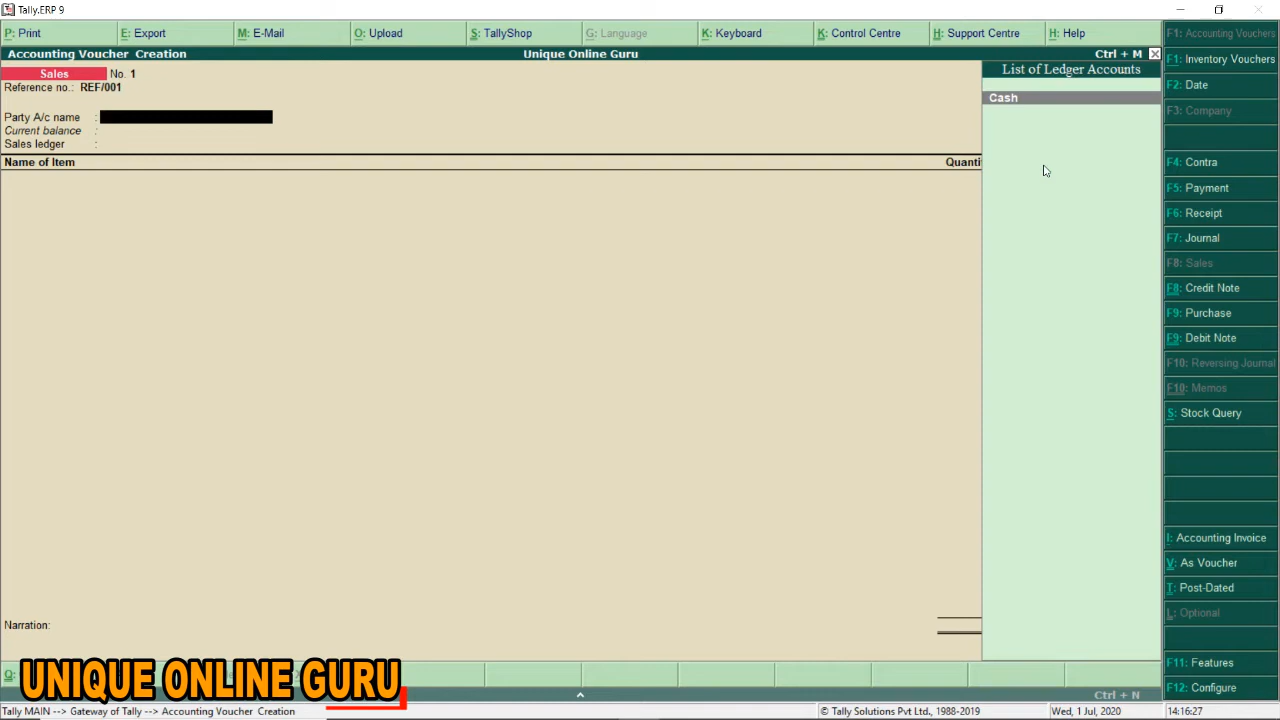 Tally.ERP 9
P: Print
E: Export
M: E-Mail
O: Upload
S: TallyShop
G: Language
K: Keyboard
K: Control Centre
H: Support Centre
H: Help
Accounting Voucher Creation
Unique Online Guru
Ctrl + M
Sales No. 1
Reference no.: REF/001
Party A/c name :
Current balance :
Sales ledger :
Name of Item
Quanti
List of Ledger Accounts
Cash
F1: Accounting Vouchers
F1: Inventory Vouchers
F2: Date
F3: Company
F4: Contra
F5: Payment
F6: Receipt
F7: Journal
F8: Sales
F8: Credit Note
F9: Purchase
F9: Debit Note
F10: Reversing Journal
F10: Memos
S: Stock Query
I: Accounting Invoice
V: As Voucher
T: Post-Dated
L: Optional
F11: Features
F12: Configure
Narration:
Q:
UNIQUE ONLINE GURU
Ctrl + N
Tally MAIN --> Gateway of Tally --> Accounting Voucher Creation
© Tally Solutions Pvt Ltd., 1988-2019
Wed, 1 Jul, 2020
14:16:27